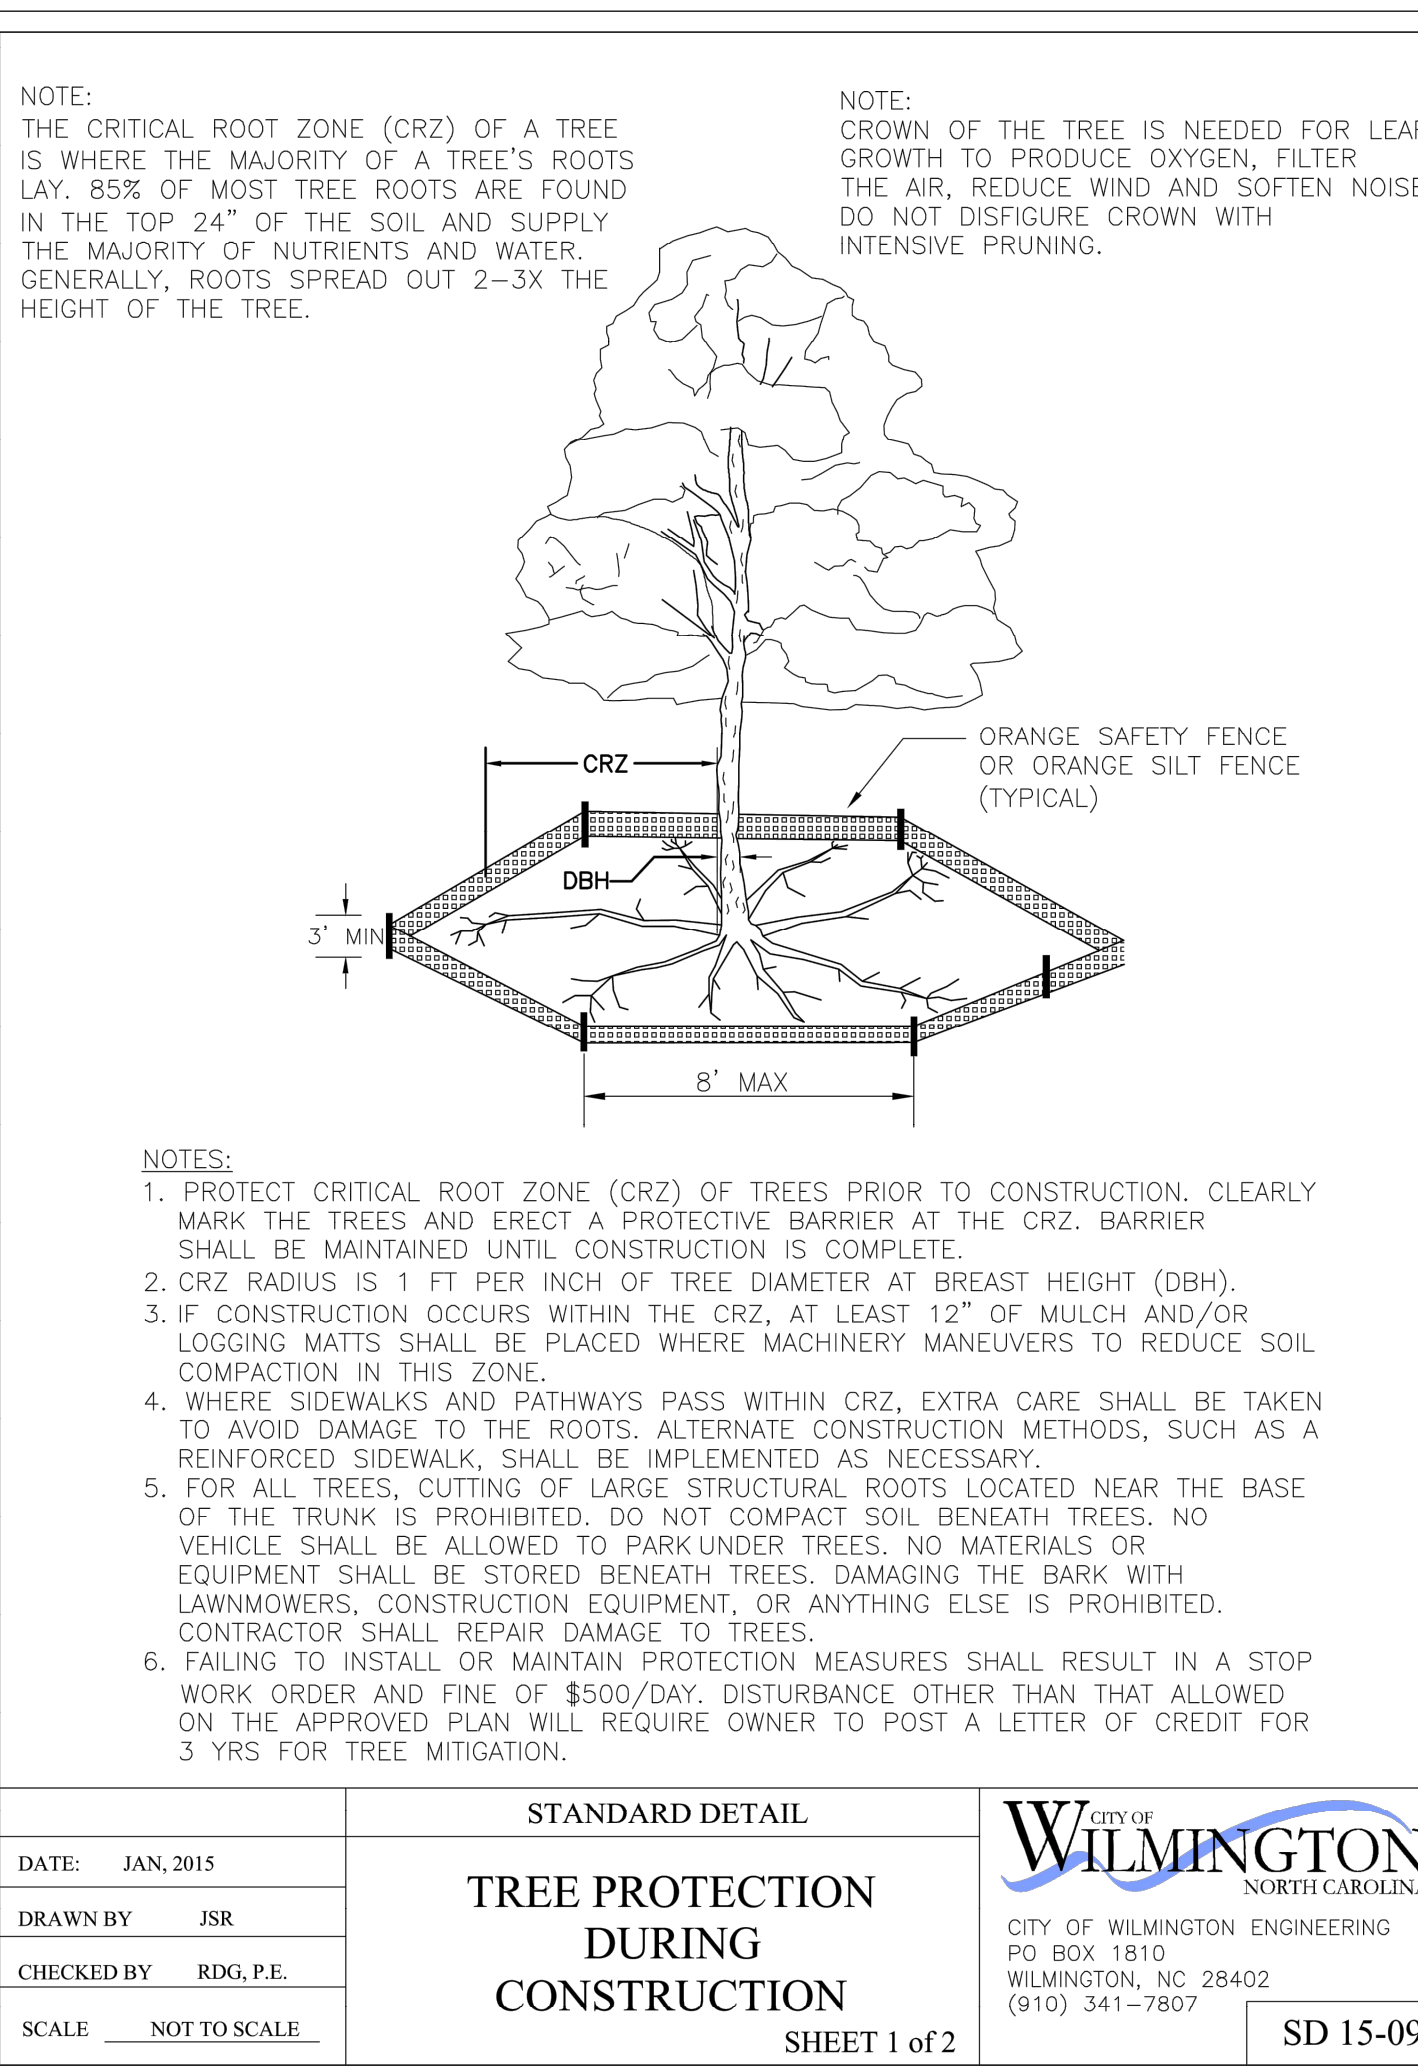 NOTE:
THE CRITICAL ROOT ZONE (CRZ) OF A TREE
IS WHERE THE MAJORITY OF A TREE'S ROOTS
LAY. 85% OF MOST TREE ROOTS ARE FOUND
IN THE TOP 24" OF THE SOIL AND SUPPLY
THE MAJORITY OF NUTRIENTS AND WATER.
GENERALLY, ROOTS SPREAD OUT 2-3X THE
HEIGHT OF THE TREE.
NOTE:
CROWN OF THE TREE IS NEEDED FOR LEAF
GROWTH TO PRODUCE OXYGEN, FILTER
THE AIR, REDUCE WIND AND SOFTEN NOISE
DO NOT DISFIGURE CROWN WITH
INTENSIVE PRUNING.
ORANGE SAFETY FENCE
OR ORANGE SILT FENCE
(TYPICAL)
CRZ
DBH
3' MIN
8' MAX
NOTES:
1. PROTECT CRITICAL ROOT ZONE (CRZ) OF TREES PRIOR TO CONSTRUCTION. CLEARLY
MARK THE TREES AND ERECT A PROTECTIVE BARRIER AT THE CRZ. BARRIER
SHALL BE MAINTAINED UNTIL CONSTRUCTION IS COMPLETE.
2. CRZ RADIUS IS 1 FT PER INCH OF TREE DIAMETER AT BREAST HEIGHT (DBH).
3. IF CONSTRUCTION OCCURS WITHIN THE CRZ, AT LEAST 12" OF MULCH AND/OR
LOGGING MATTS SHALL BE PLACED WHERE MACHINERY MANEUVERS TO REDUCE SOIL
COMPACTION IN THIS ZONE.
4. WHERE SIDEWALKS AND PATHWAYS PASS WITHIN CRZ, EXTRA CARE SHALL BE TAKEN
TO AVOID DAMAGE TO THE ROOTS. ALTERNATE CONSTRUCTION METHODS, SUCH AS A
REINFORCED SIDEWALK, SHALL BE IMPLEMENTED AS NECESSARY.
5. FOR ALL TREES, CUTTING OF LARGE STRUCTURAL ROOTS LOCATED NEAR THE BASE
OF THE TRUNK IS PROHIBITED. DO NOT COMPACT SOIL BENEATH TREES. NO
VEHICLE SHALL BE ALLOWED TO PARK UNDER TREES. NO MATERIALS OR
EQUIPMENT SHALL BE STORED BENEATH TREES. DAMAGING THE BARK WITH
LAWNMOWERS, CONSTRUCTION EQUIPMENT, OR ANYTHING ELSE IS PROHIBITED.
CONTRACTOR SHALL REPAIR DAMAGE TO TREES.
6. FAILING TO INSTALL OR MAINTAIN PROTECTION MEASURES SHALL RESULT IN A STOP
WORK ORDER AND FINE OF $500/DAY. DISTURBANCE OTHER THAN THAT ALLOWED
ON THE APPROVED PLAN WILL REQUIRE OWNER TO POST A LETTER OF CREDIT FOR
3 YRS FOR TREE MITIGATION.
DATE: JAN, 2015
DRAWN BY JSR
CHECKED BY RDG, P.E.
SCALE NOT TO SCALE
STANDARD DETAIL
TREE PROTECTION
DURING
CONSTRUCTION
SHEET 1 of 2
CITY OF
WILMINGTON
NORTH CAROLINA
CITY OF WILMINGTON ENGINEERING
PO BOX 1810
WILMINGTON, NC 28402
(910) 341-7807
SD 15-09